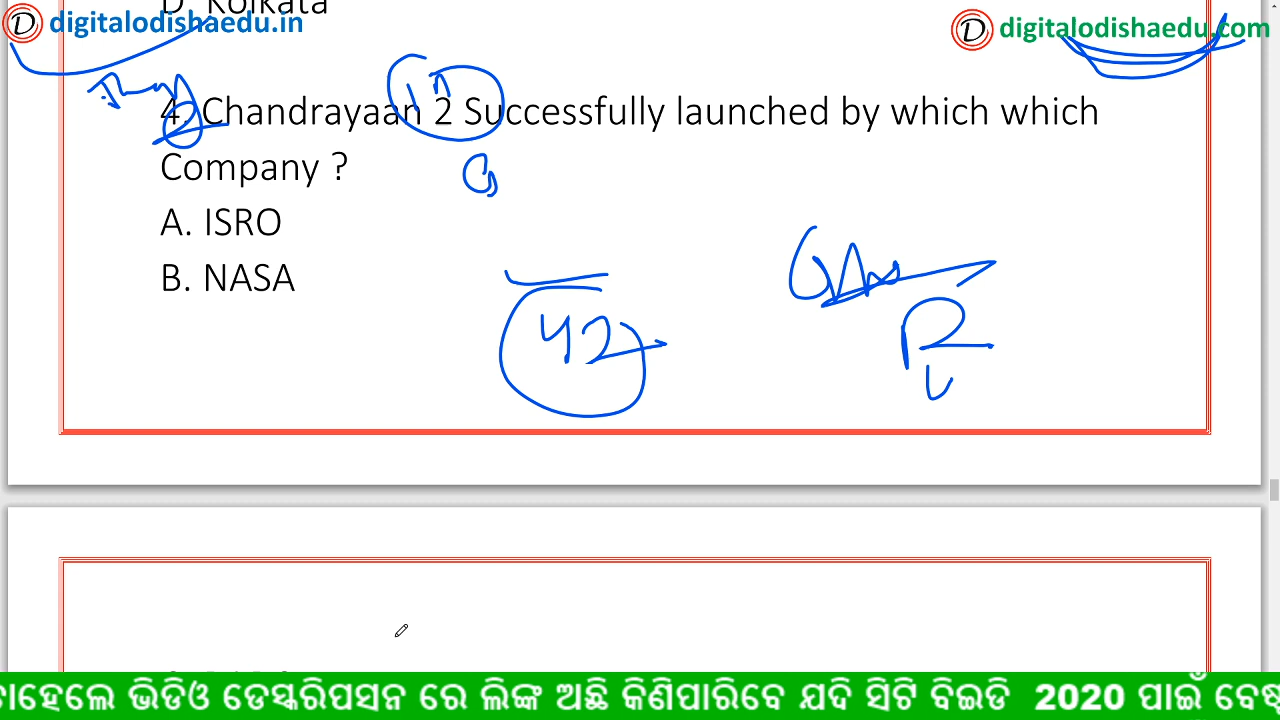 D. Kolkata
digitalodishaedu.in
digitalodishaedu.com
4. Chandrayaan 2 Successfully launched by which which
Company ?
A. ISRO
B. NASA
42
ତାହେଲେ ଭିଡିଓ ଡେସ୍କରିପସନ ରେ ଲିଙ୍କ ଅଛି କିଣିପାରିବେ ଯଦି ସିଟି ବିଇଡି 2020 ପାଇଁ ବେଷ୍ଟ